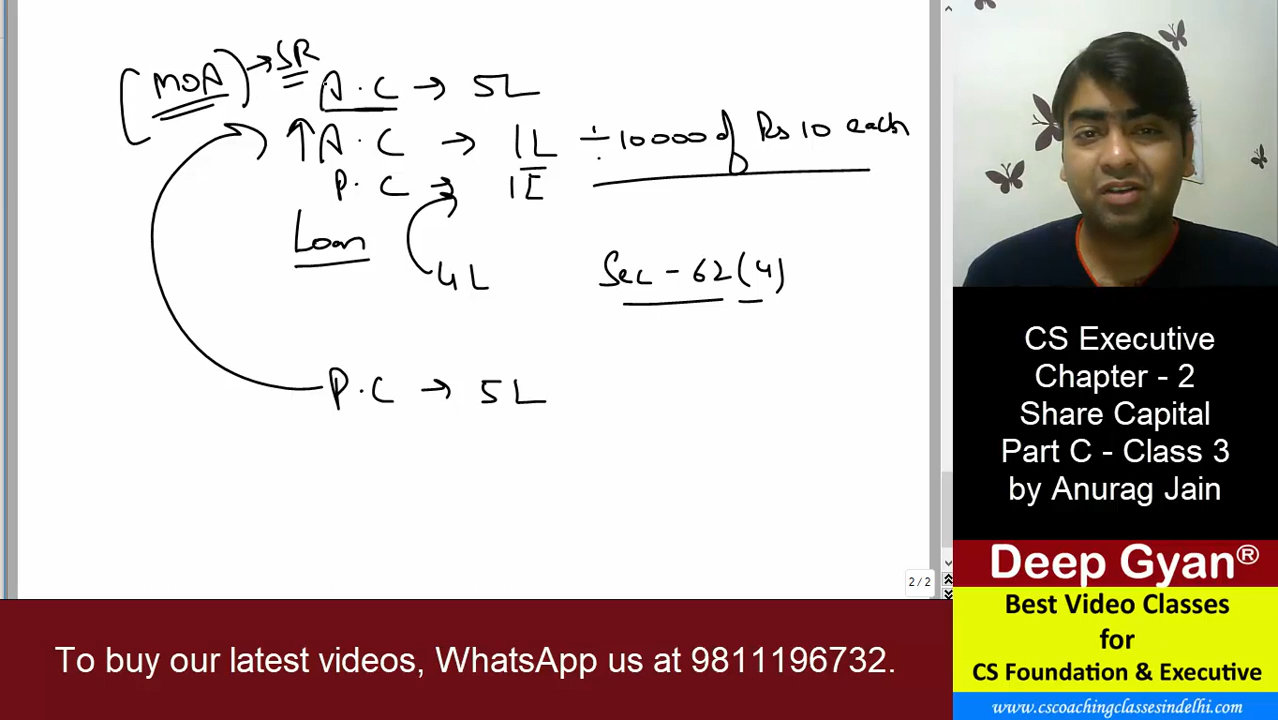 (MOA) → SR
A.C → 5L
↑ A.C → 1L ÷ 10000 of Rs 10 each
P.C → 1L
Loan
4L
Sec - 62(4)
P.C → 5L
2/2
CS Executive
Chapter - 2
Share Capital
Part C - Class 3
by Anurag Jain
Deep Gyan®
Best Video Classes
for
CS Foundation & Executive
www.cscoachingclassesindelhi.com
To buy our latest videos, WhatsApp us at 9811196732.